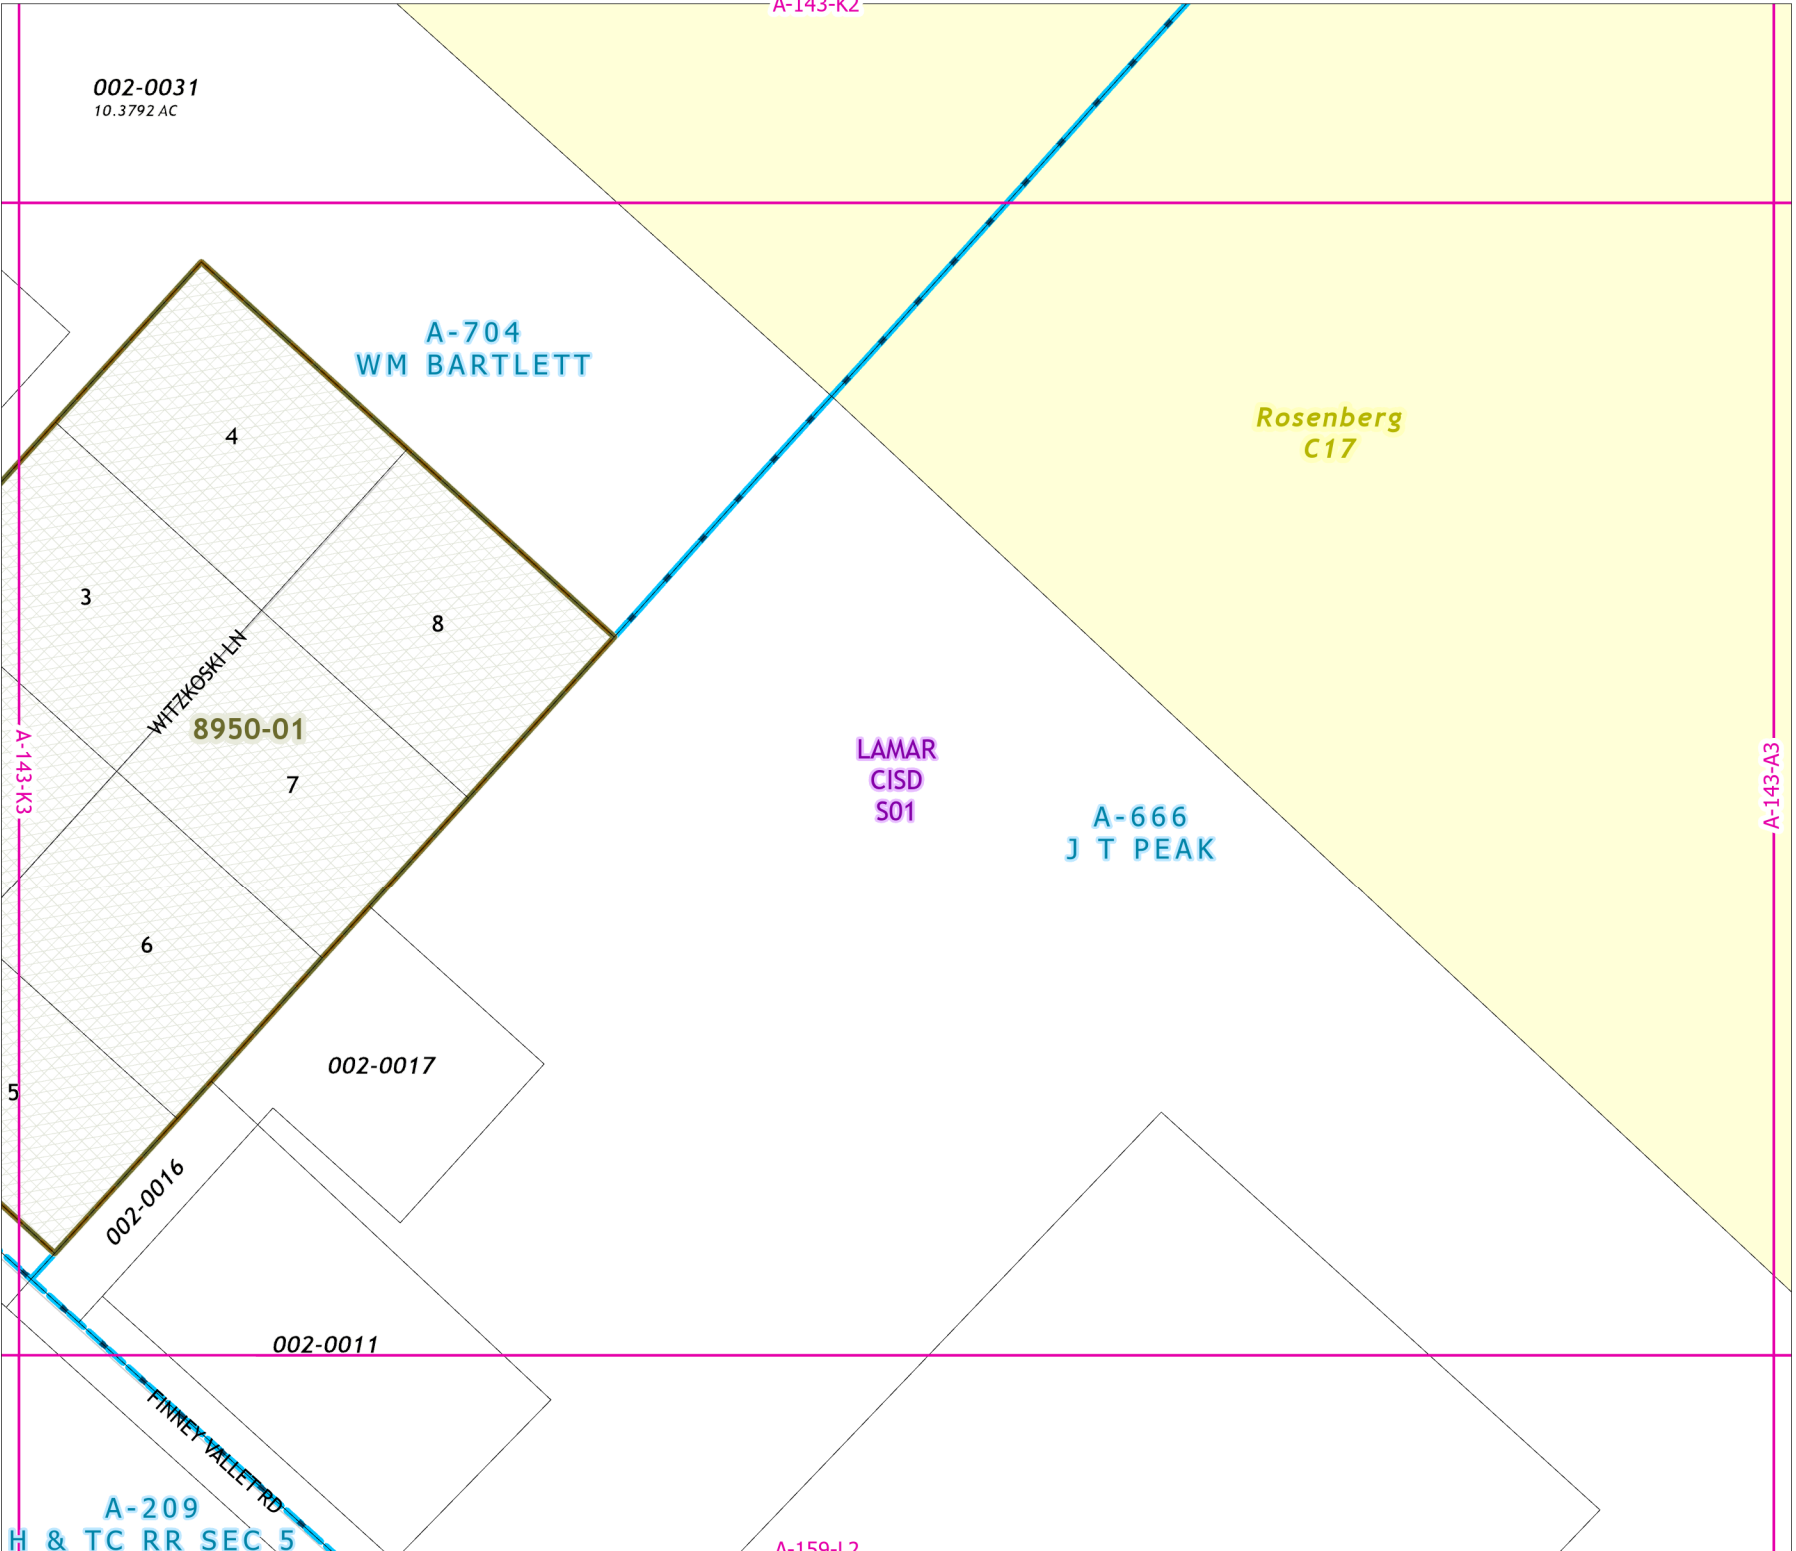 A-143-K2
002-0031
10.3792 AC
A-704
WM BARTLETT
Rosenberg
C17
4
3
8
WITZKOSKI LN
8950-01
7
A-143-K3
LAMAR
CISD
S01
A-143-A3
A-666
J T PEAK
6
002-0017
5
002-0016
002-0011
FINNEY VALLET RD
A-209
H & TC RR SEC 5
A-159-L2